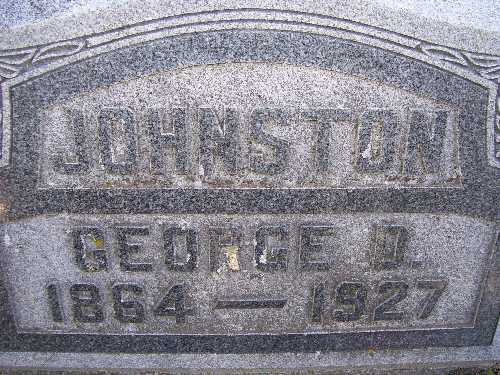 JOHNSTON
GEORGE D.
1864 — 1927